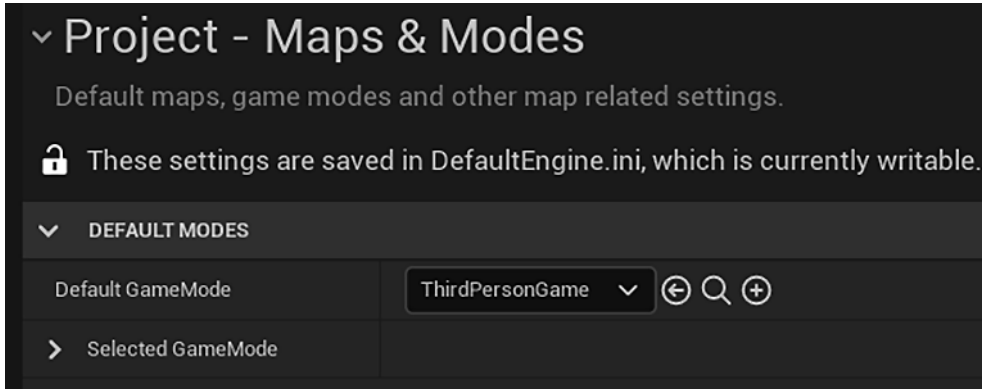 Project - Maps & Modes
Default maps, game modes and other map related settings.
These settings are saved in DefaultEngine.ini, which is currently writable.
DEFAULT MODES
Default GameMode ThirdPersonGame
Selected GameMode